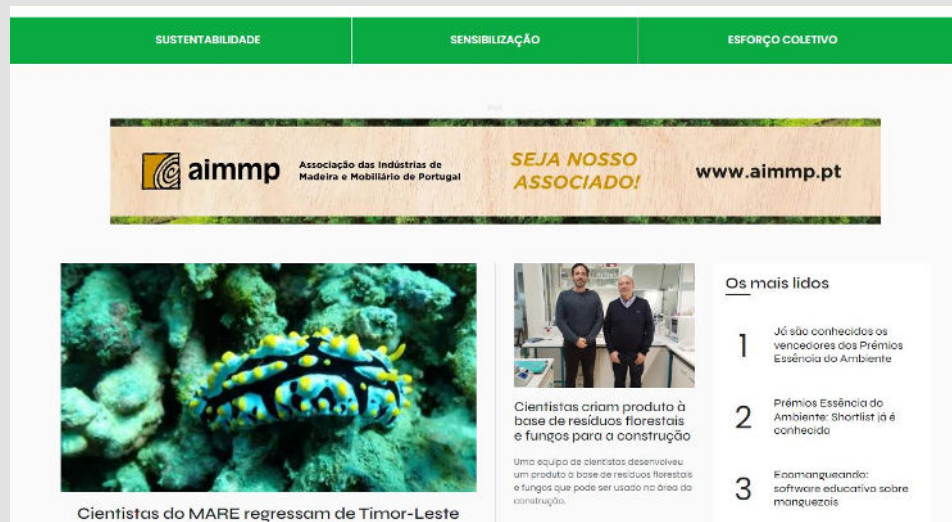 SUSTENTABILIDADE
SENSIBILIZAÇÃO
ESFORÇO COLETIVO
aimmp
Associação das Indústrias de
Madeira e Mobiliário de Portugal
SEJA NOSSO
ASSOCIADO!
www.aimmp.pt
Cientistas do MARE regressam de Timor-Leste
Cientistas criam produto à
base de resíduos florestais
e fungos para a construção
Uma equipa de cientistas desenvolveu
um produto à base de resíduos florestais
e fungos que pode ser usado na área da
construção.
Os mais lidos
1
Já são conhecidos os
vencedores dos Prémios
Essência do Ambiente
2
Prémios Essência do
Ambiente: Shortlist já é
conhecida
3
Ecomangueando:
software educativo sobre
manguezais